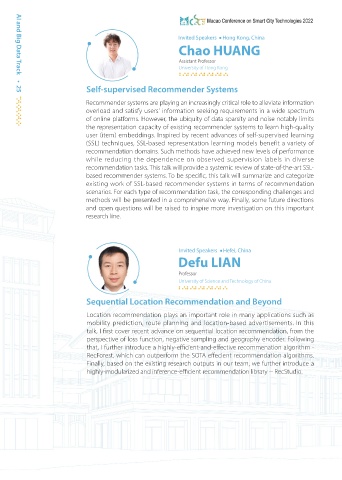 AI and Big Data Track • 25
Macao Conference on Smart City Technologies 2022
Invited Speakers • Hong Kong, China
Chao HUANG
Assistant Professor
University of Hong Kong
Self-supervised Recommender Systems
Recommender systems are playing an increasingly critical role to alleviate information
overload and satisfy users' information seeking requirements in a wide spectrum
of online platforms. However, the ubiquity of data sparsity and noise notably limits
the representation capacity of existing recommender systems to learn high-quality
user (item) embeddings. Inspired by recent advances of self-supervised learning
(SSL) techniques, SSL-based representation learning models benefit a variety of
recommendation domains. Such methods have achieved new levels of performance
while reducing the dependence on observed supervision labels in diverse
recommendation tasks. This talk will provide a systemic review of state-of-the-art SSL-
based recommender systems. To be specific, this talk will summarize and categorize
existing work of SSL-based recommender systems in terms of recommendation
scenarios. For each type of recommendation task, the corresponding challenges and
methods will be presented in a comprehensive way. Finally, some future directions
and open questions will be raised to inspire more investigation on this important
research line.
Invited Speakers • Hefei, China
Defu LIAN
Professor
University of Science and Technology of China
Sequential Location Recommendation and Beyond
Location recommendation plays an important role in many applications such as
mobility prediction, route planning and location-based advertisements. In this
talk, I first cover recent advance on sequential location recommendation, from the
perspective of loss function, negative sampling and geography encoder. Following
that, I further introduce a highly-efficient-and-effective recommenation algorithm -
RecForest, which can outperform the SOTA effecient recommendation algorithms.
Finally, based on the existing research outputs in our team, we further introduce a
highly-modularized and inference-efficient recommendation library -- RecStudio.